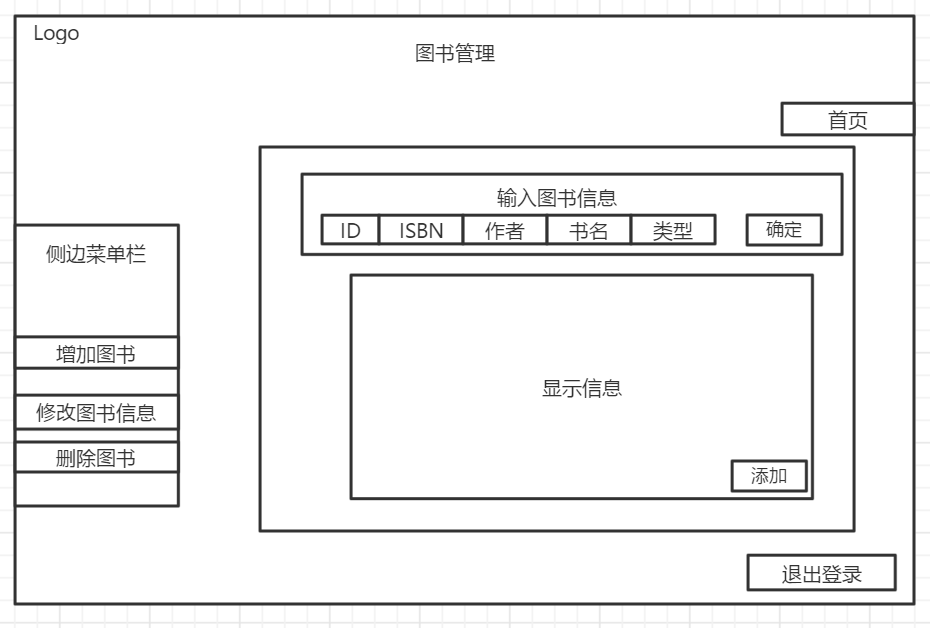 Logo
图书管理
首页
输入图书信息
ID ISBN 作者 书名 类型 确定
侧边菜单栏
增加图书
修改图书信息
删除图书
显示信息
添加
退出登录